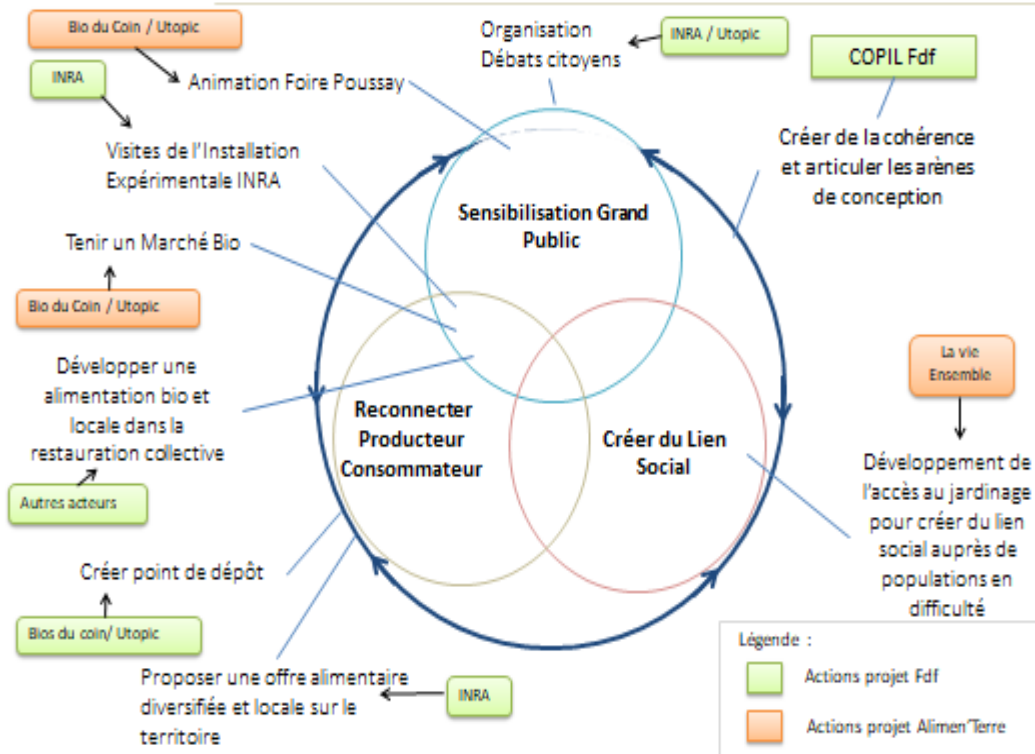 Bio du Coin / Utopic
INRA
Animation Foire Poussay
Organisation
Débats citoyens
INRA / Utopic
COPIL Fdf
Visites de l'Installation
Expérimentale INRA
Créer de la cohérence
et articuler les arènes
de conception
Sensibilisation Grand
Public
Tenir un Marché Bio
Bio du Coin / Utopic
Développer une
alimentation bio et
locale dans la
restauration collective
Autres acteurs
Reconnecter
Producteur
Consommateur
Créer du Lien
Social
La vie
Ensemble
Développement de
l'accès au jardinage
pour créer du lien
social auprès de
populations en
difficulté
Créer point de dépôt
Bios du coin/ Utopic
Proposer une offre alimentaire
diversifiée et locale sur le
territoire
INRA
Légende :
Actions projet Fdf
Actions projet Alimen'Terre